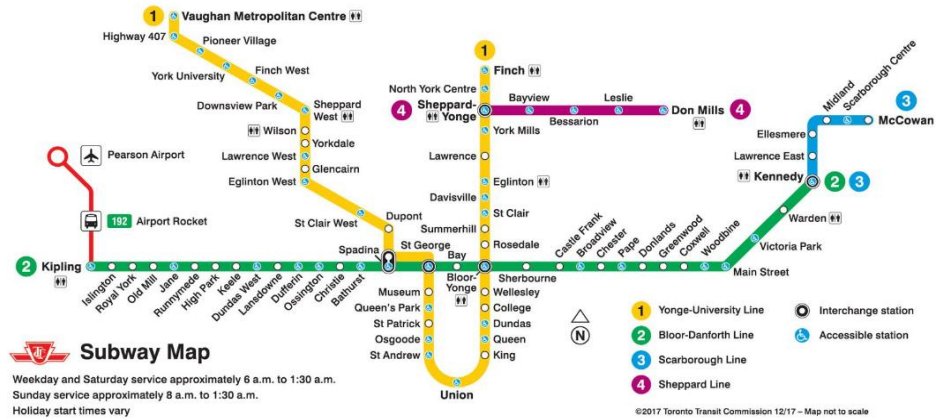 1 Vaughan Metropolitan Centre
Highway 407
Pioneer Village
York University
Finch West
Downsview Park
Sheppard
West
Wilson
Yorkdale
Lawrence West
Glencairn
Eglinton West
St Clair West
Dupont
Spadina
St George
Museum
Queen's Park
St Patrick
Osgoode
St Andrew
Union
King
Queen
Dundas
College
Wellesley
Bloor-
Yonge
Rosedale
Summerhill
St Clair
Davisville
Eglinton
Lawrence
York Mills
4 Sheppard-
Yonge
North York Centre
Finch
1
Bayview
Bessarion
Leslie
Don Mills 4
Pearson Airport
192 Airport Rocket
2 Kipling
Islington
Royal York
Old Mill
Jane
Runnymede
High Park
Keele
Dundas West
Lansdowne
Dufferin
Ossington
Christie
Bathurst
Bay
Sherbourne
Castle Frank
Broadview
Chester
Pape
Donlands
Greenwood
Coxwell
Woodbine
Main Street
Victoria Park
Warden
Kennedy 2 3
Lawrence East
Ellesmere
Midland
Scarborough Centre
3
McCowan
N
1 Yonge-University Line
2 Bloor-Danforth Line
3 Scarborough Line
4 Sheppard Line
Interchange station
Accessible station
TTC Subway Map
Weekday and Saturday service approximately 6 a.m. to 1:30 a.m.
Sunday service approximately 8 a.m. to 1:30 a.m.
Holiday start times vary
©2017 Toronto Transit Commission 12/17 – Map not to scale